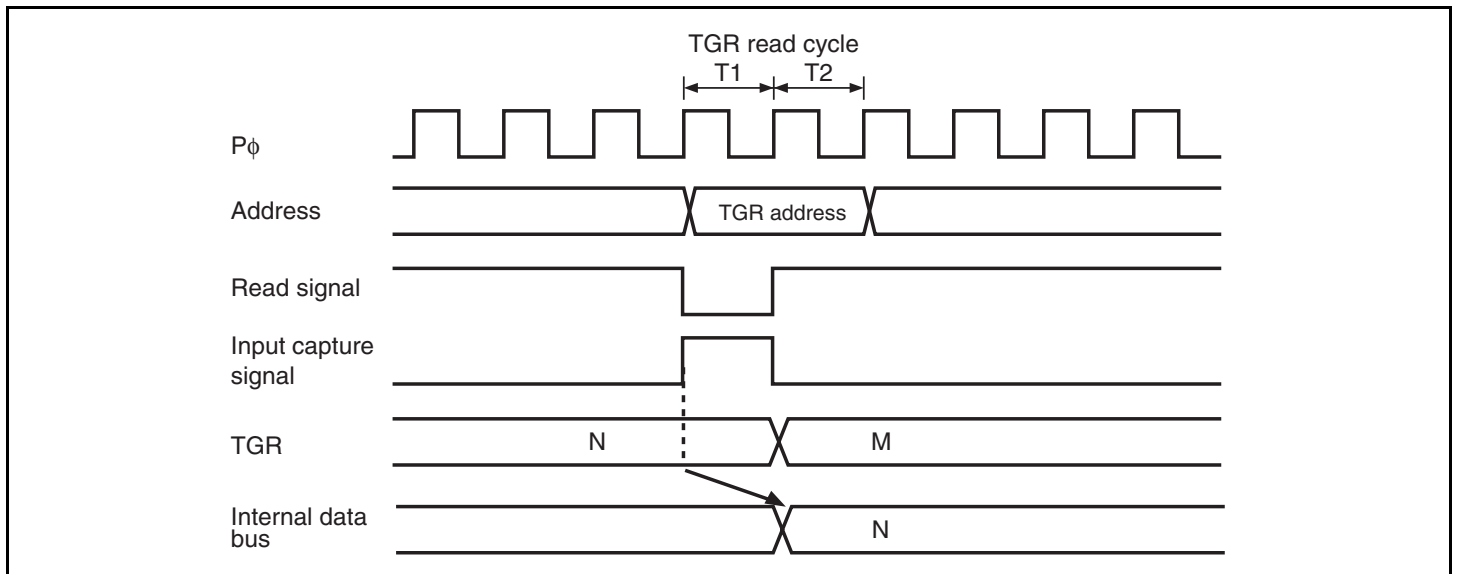 TGR read cycle
T1 T2
Pϕ
Address
TGR address
Read signal
Input capture
signal
TGR
N
M
Internal data
bus
N